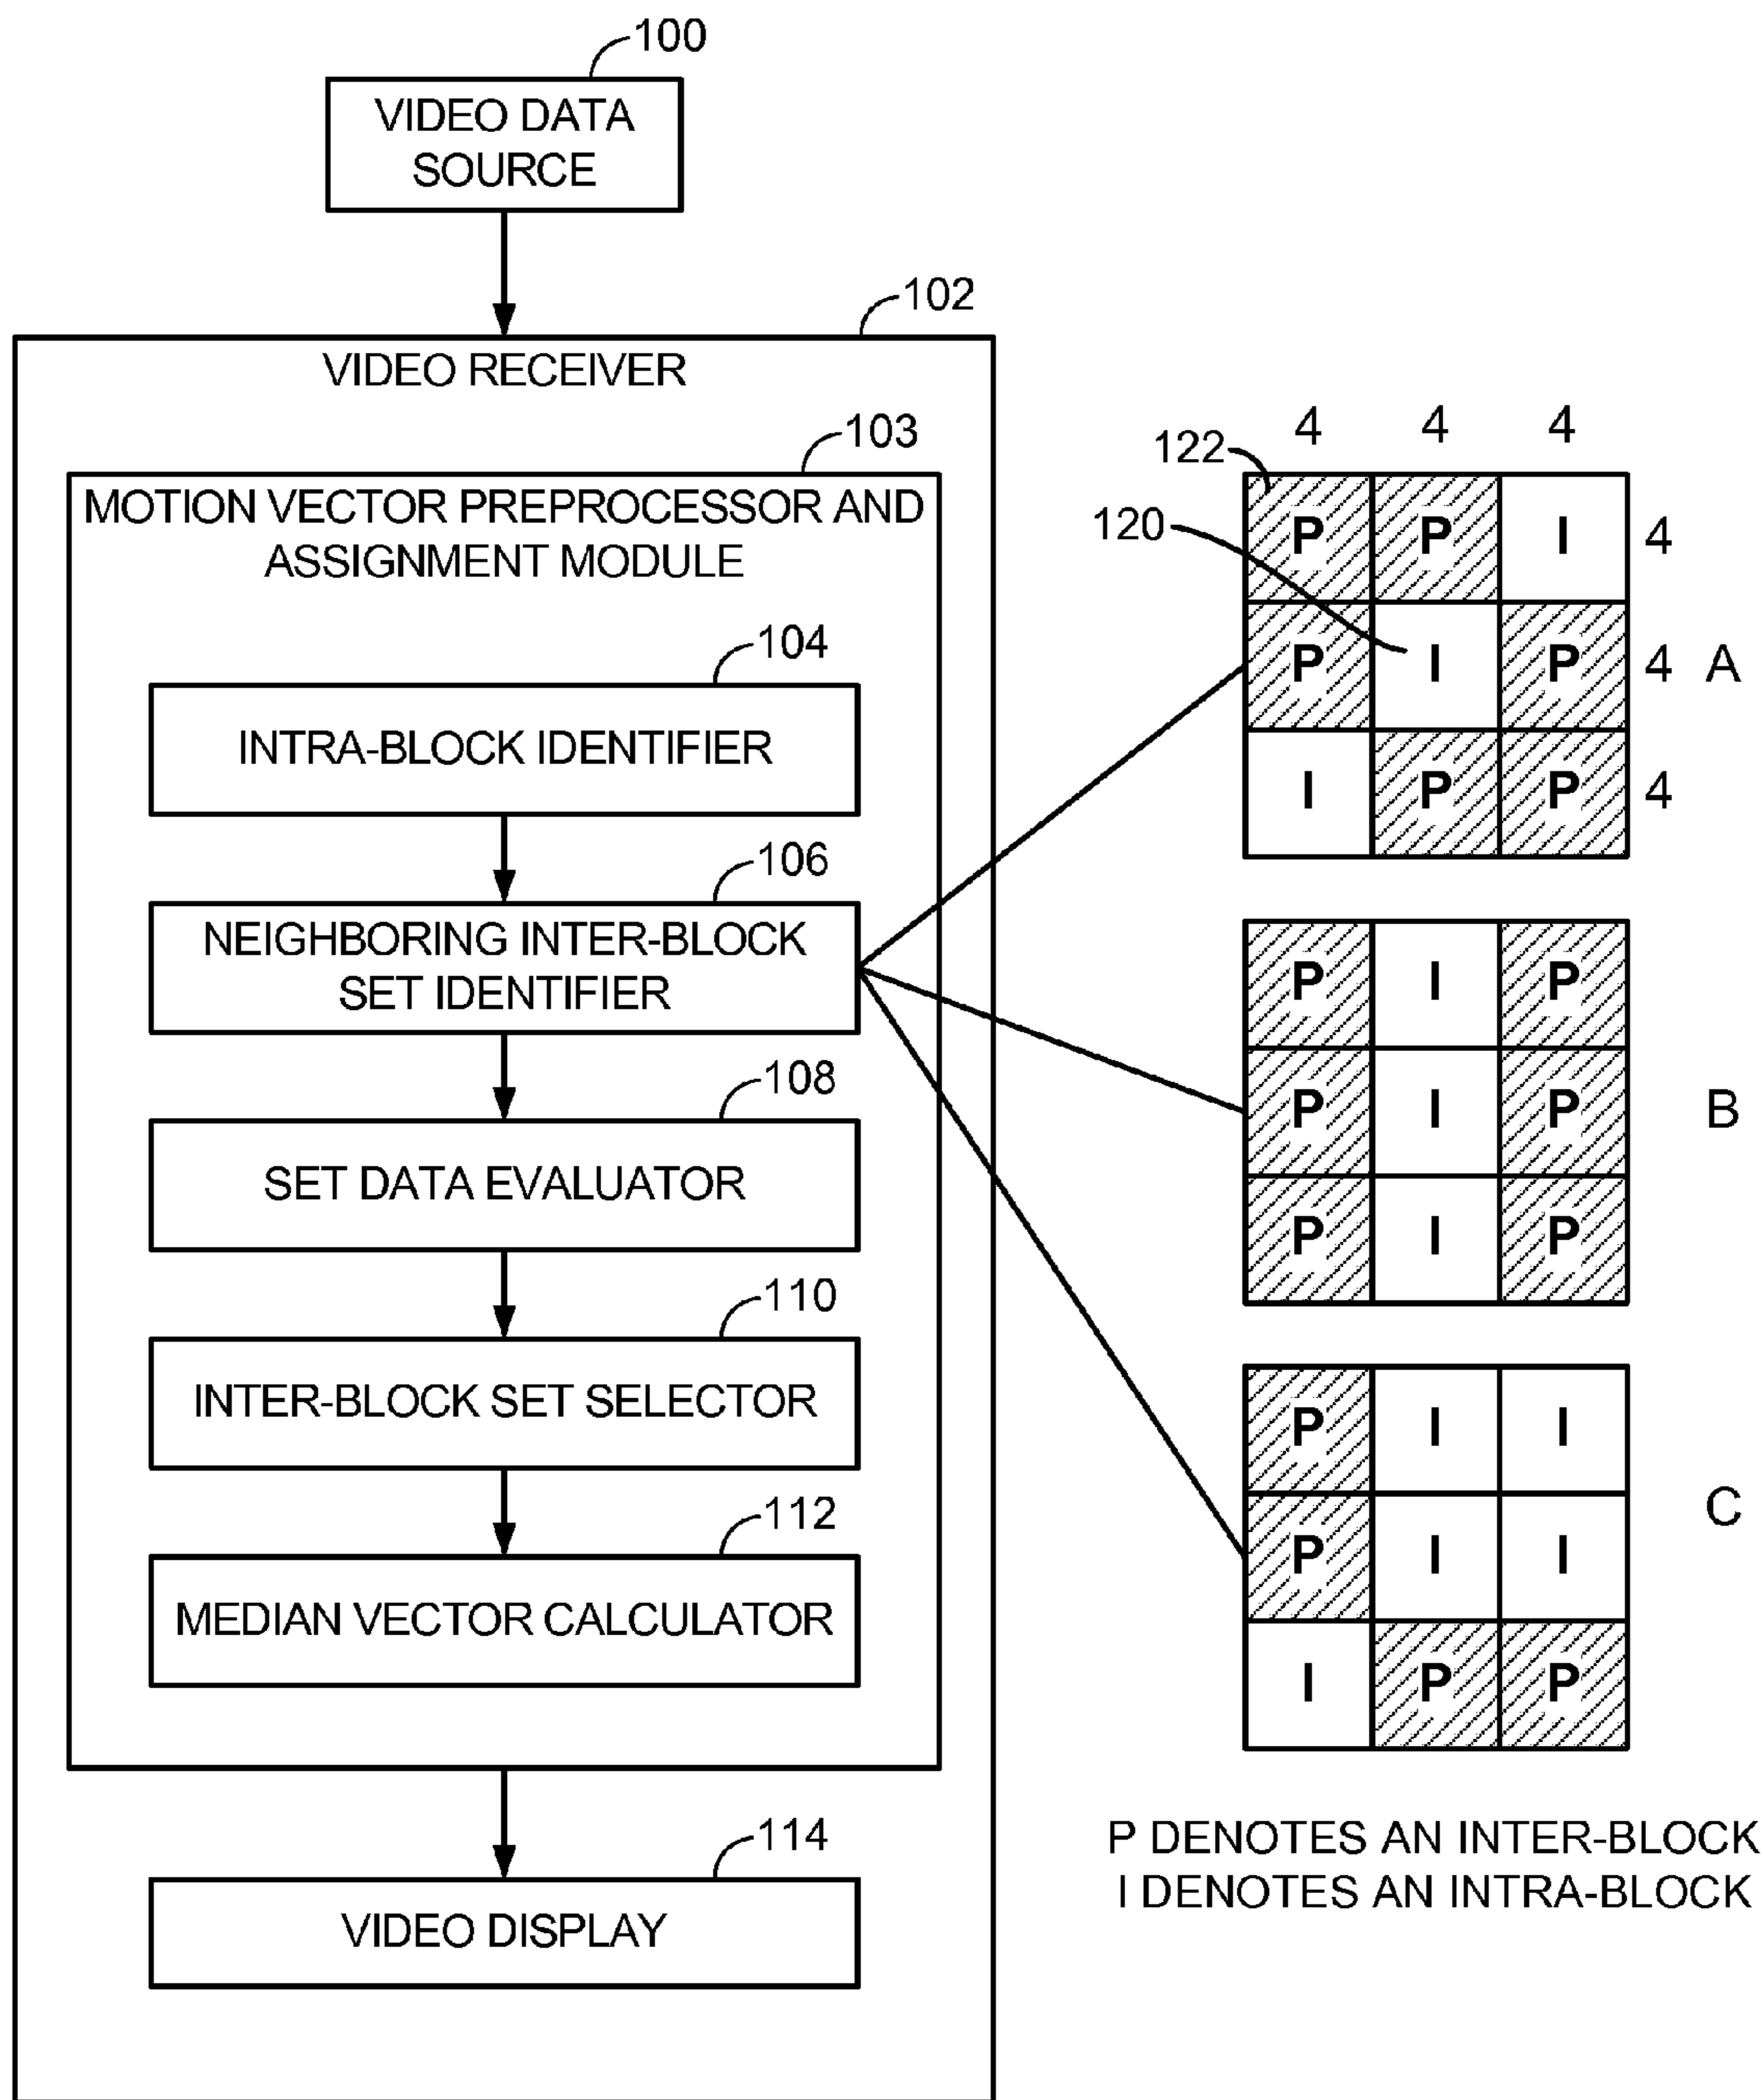 100
VIDEO DATA
SOURCE
102
VIDEO RECEIVER
103
MOTION VECTOR PREPROCESSOR AND
ASSIGNMENT MODULE
104
INTRA-BLOCK IDENTIFIER
106
NEIGHBORING INTER-BLOCK
SET IDENTIFIER
108
SET DATA EVALUATOR
110
INTER-BLOCK SET SELECTOR
112
MEDIAN VECTOR CALCULATOR
114
VIDEO DISPLAY
4 4 4
122
120
P P I 4
P I P 4 A
I P P 4
P I P
P I P B
P I P
P I I
C
P I I
I P P
P DENOTES AN INTER-BLOCK
I DENOTES AN INTRA-BLOCK